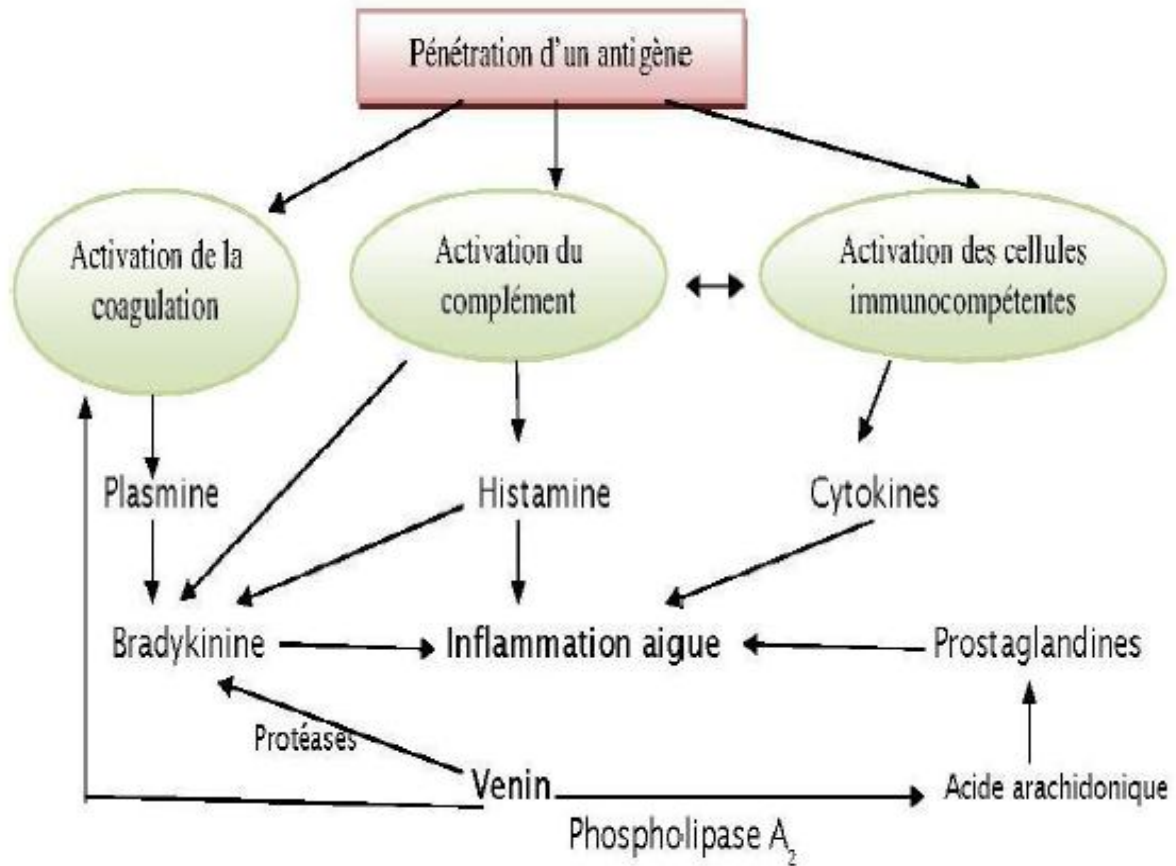 Pénétration d'un antigène
Activation de la
coagulation
Activation du
complément
Activation des cellules
immunocompétentes
Plasmine
Histamine
Cytokines
Bradykinine
Inflammation aigue
Prostaglandines
Protéases
Venin
Acide arachidonique
Phospholipase A₂